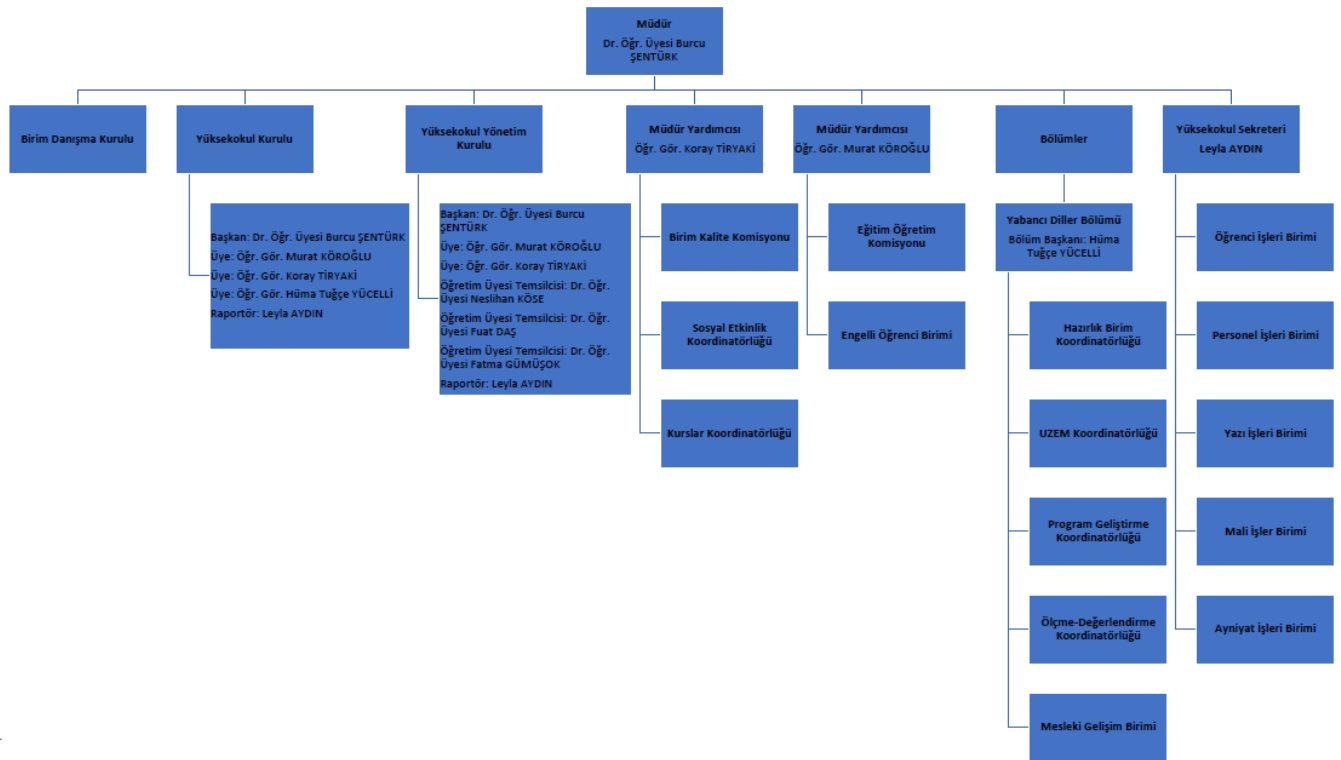 Müdür
Dr. Öğr. Üyesi Burcu
ŞENTÜRK
Birim Danışma Kurulu
Yüksekokul Kurulu
Yüksekokul Yönetim
Kurulu
Müdür Yardımcısı
Öğr. Gör. Koray TİRYAKİ
Müdür Yardımcısı
Öğr. Gör. Murat KÖROĞLU
Bölümler
Yüksekokul Sekreteri
Leyla AYDIN
Başkan: Dr. Öğr. Üyesi Burcu ŞENTÜRK
Üye: Öğr. Gör. Murat KÖROĞLU
Üye: Öğr. Gör. Koray TİRYAKİ
Üye: Öğr. Gör. Hüma Tuğçe YÜCELLİ
Raportör: Leyla AYDIN
Başkan: Dr. Öğr. Üyesi Burcu
ŞENTÜRK
Üye: Öğr. Gör. Murat KÖROĞLU
Üye: Öğr. Gör. Koray TİRYAKİ
Öğretim Üyesi Temsilcisi: Dr. Öğr.
Üyesi Neslihan KÖSE
Öğretim Üyesi Temsilcisi: Dr. Öğr.
Üyesi Fuat DAŞ
Öğretim Üyesi Temsilcisi: Dr. Öğr.
Üyesi Fatma GÜMÜŞOK
Raportör: Leyla AYDIN
Birim Kalite Komisyonu
Sosyal Etkinlik
Koordinatörlüğü
Kurslar Koordinatörlüğü
Eğitim Öğretim
Komisyonu
Engelli Öğrenci Birimi
Yabancı Diller Bölümü
Bölüm Başkanı: Hüma
Tuğçe YÜCELLİ
Hazırlık Birim
Koordinatörlüğü
UZEM Koordinatörlüğü
Program Geliştirme
Koordinatörlüğü
Ölçme-Değerlendirme
Koordinatörlüğü
Mesleki Gelişim Birimi
Öğrenci İşleri Birimi
Personel İşleri Birimi
Yazı İşleri Birimi
Mali İşler Birimi
Ayniyat İşleri Birimi